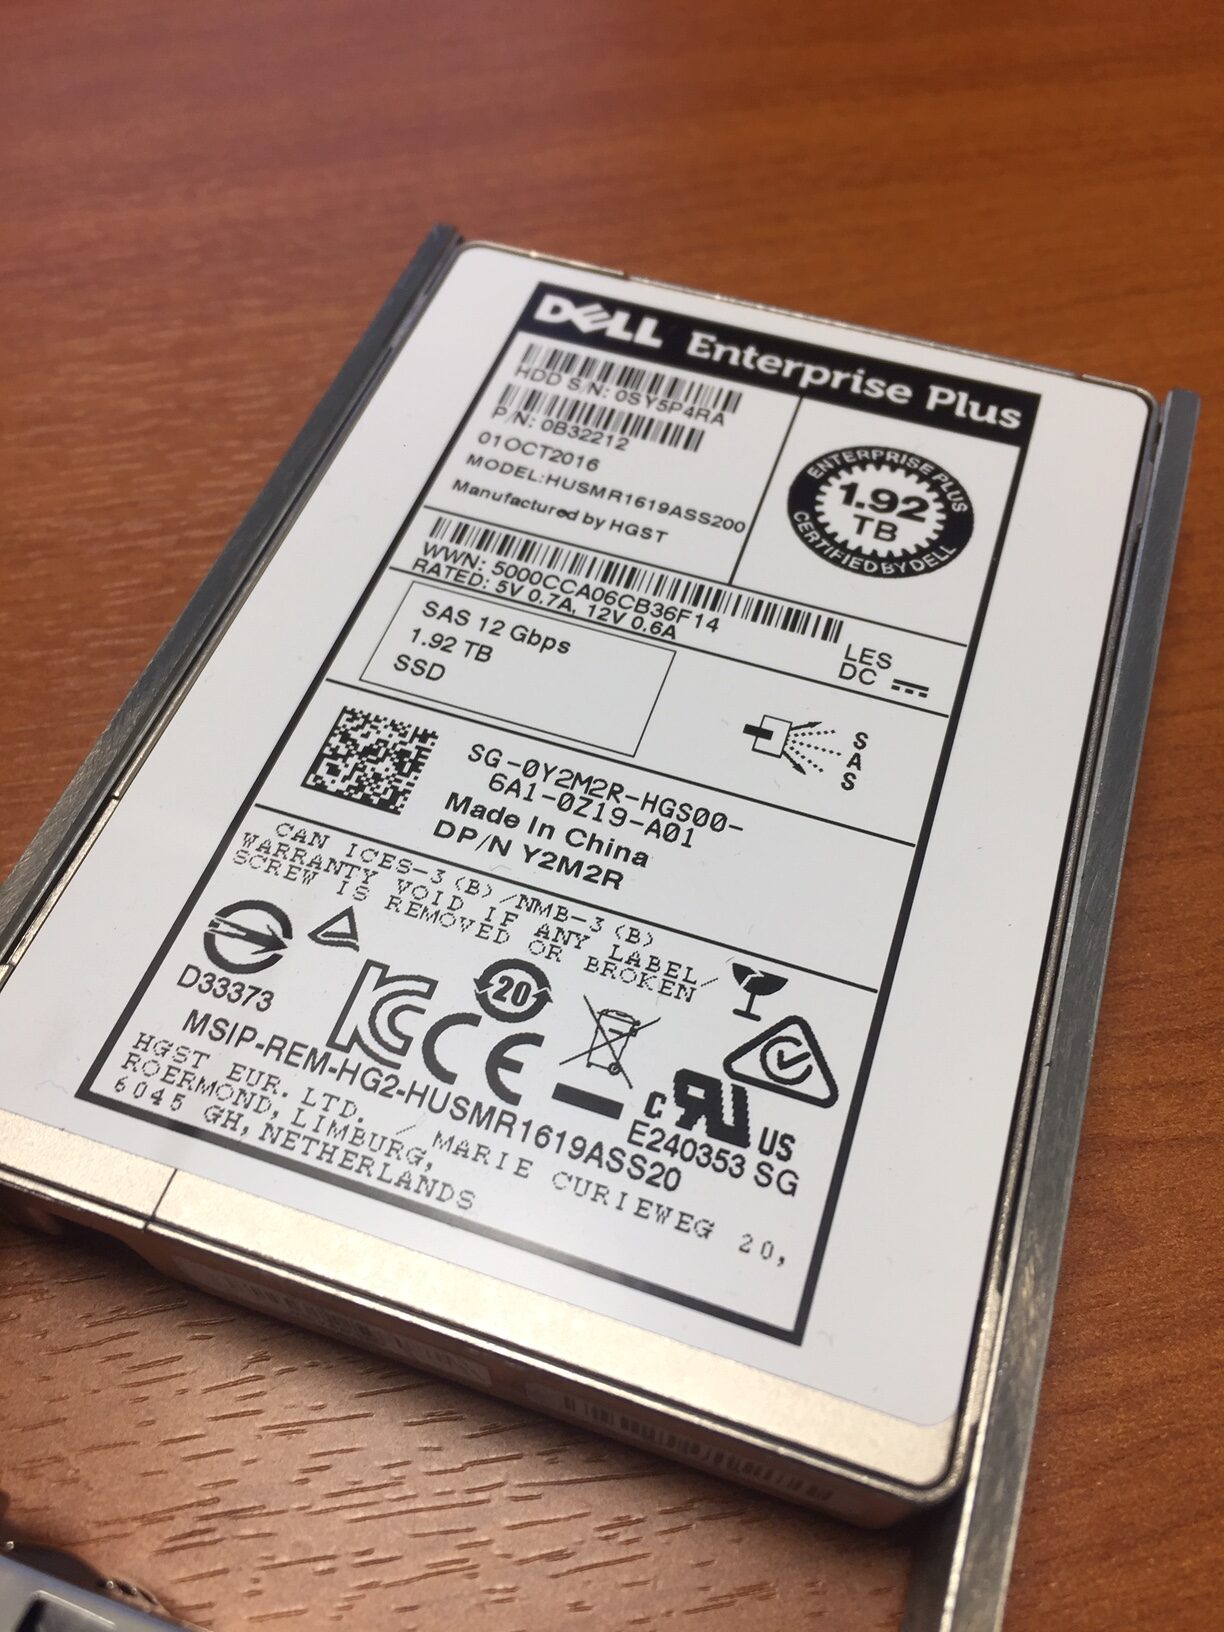 DELL Enterprise Plus
HDD S/N: 0SY5P4RA
P/N: 0B32212
01OCT2016
MODEL:HUSMR1619ASS200
Manufactured by HGST
ENTERPRISE PLUS
1.92
TB
CERTIFIED BY DELL
WWN: 5000CCA06CB36F14
RATED: 5V 0.7A, 12V 0.6A
LES
DC
SAS 12 Gbps
1.92 TB
SSD
SAS
SG-0Y2M2R-HGS00-
6A1-0Z19-A01
Made In China
DP/N Y2M2R
CAN ICES-3(B)/NMB-3(B)
WARRANTY VOID IF ANY LABEL/
SCREW IS REMOVED OR BROKEN
D33373
20
CE
C US
MSIP-REM-HG2-HUSMR1619ASS20
E240353 SG
HGST EUR. LTD. / MARIE CURIEWEG 20,
ROERMOND, LIMBURG,
6045 GH, NETHERLANDS